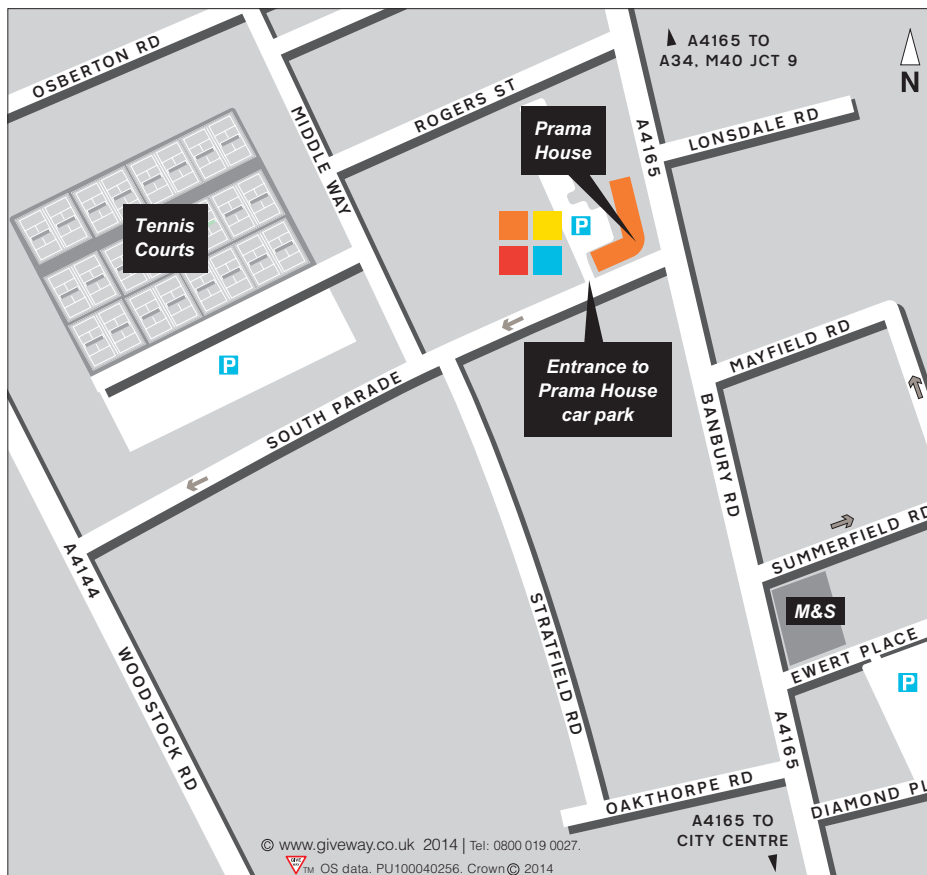 OSBERTON RD
MIDDLE WAY
ROGERS ST
A4165 TO
A34, M40 JCT 9
N
Prama
House
A4165
LONSDALE RD
Tennis
Courts
P
P
MAYFIELD RD
Entrance to
Prama House
car park
SOUTH PARADE
BANBURY RD
SUMMERFIELD RD
A4144
WOODSTOCK RD
STRATFIELD RD
M&S
EWERT PLACE
P
A4165
OAKTHORPE RD
DIAMOND PL
A4165 TO
CITY CENTRE
© www.giveway.co.uk 2014 | Tel: 0800 019 0027.
TM OS data. PU100040256. Crown © 2014